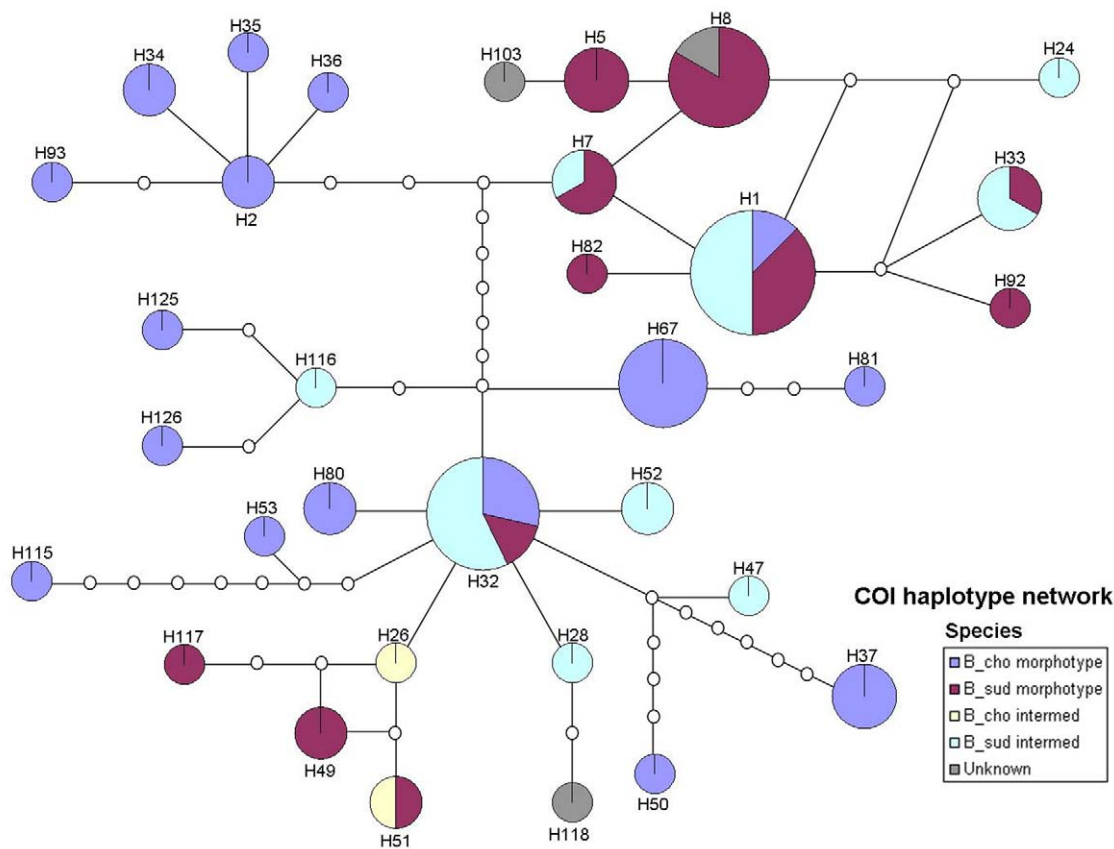 H35
H8
H34
H36
H103
H5
H24
H93
H7
H33
H2
H1
H82
H92
H125
H67
H116
H81
H126
H80
H52
H53
H115
H32
H47
COI haplotype network
Species
B_cho morphotype
B_sud morphotype
B_cho intermed
B_sud intermed
Unknown
H117
H26
H28
H37
H49
H50
H51
H118